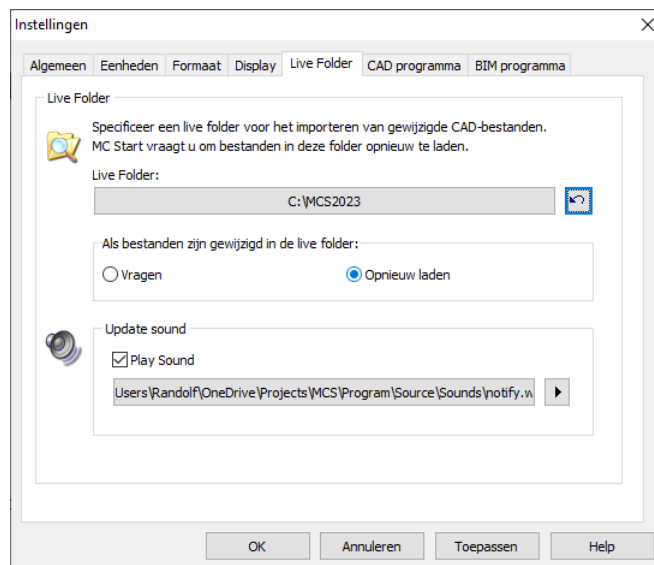 Instellingen
Algemeen Eenheden Formaat Display Live Folder CAD programma BIM programma
Live Folder
Specificeer een live folder voor het importeren van gewijzigde CAD-bestanden.
MC Start vraagt u om bestanden in deze folder opnieuw te laden.
Live Folder:
C:\MCS2023
Als bestanden zijn gewijzigd in de live folder:
Vragen Opnieuw laden
Update sound
Play Sound
Users\Randolf\OneDrive\Projects\MCS\Program\Source\Sounds\notify.w
OK Annuleren Toepassen Help